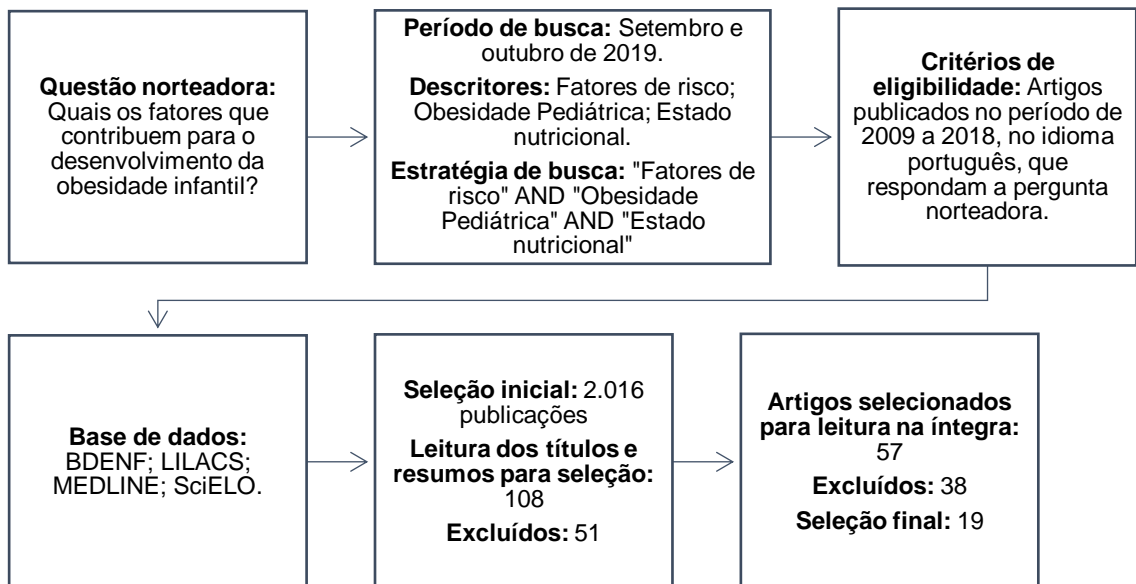 Questão norteadora:
Quais os fatores que
contribuem para o
desenvolvimento da
obesidade infantil?
Período de busca: Setembro e
outubro de 2019.
Descritores: Fatores de risco;
Obesidade Pediátrica; Estado
nutricional.
Estratégia de busca: "Fatores de
risco" AND "Obesidade
Pediátrica" AND "Estado
nutricional"
Critérios de
eligibilidade: Artigos
publicados no período de
2009 a 2018, no idioma
português, que
respondam a pergunta
norteadora.
Base de dados:
BDENF; LILACS;
MEDLINE; SciELO.
Seleção inicial: 2.016
publicações
Leitura dos títulos e
resumos para seleção:
108
Excluídos: 51
Artigos selecionados
para leitura na íntegra:
57
Excluídos: 38
Seleção final: 19